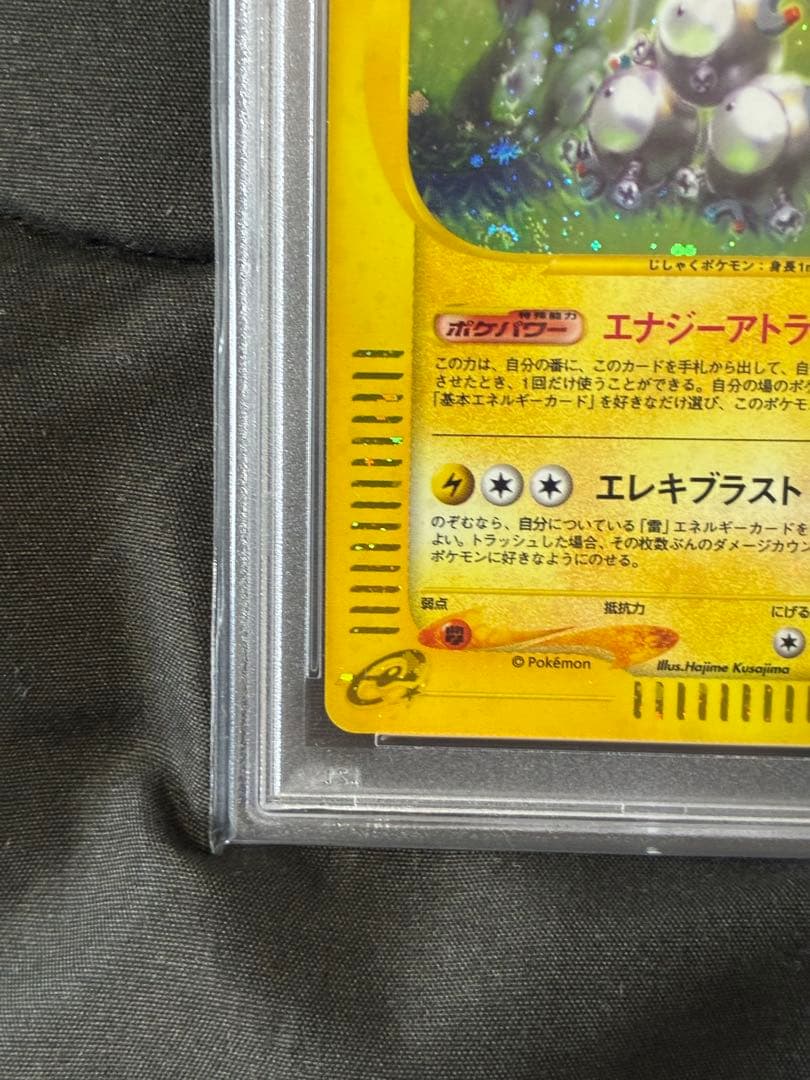 じしゃくポケモン：身長1m
特殊能力
ポケパワー エナジーアトラ
この力は、自分の番に、このカードを手札から出して、自
させたとき、1回だけ使うことができる。自分の場のポケ
「基本エネルギーカード」を好きなだけ選び、このポケモ
エレキブラスト
のぞむなら、自分についている「雷」エネルギーカードを
よい。トラッシュした場合、その枚数ぶんのダメージカウン
ポケモンに好きなようにのせる。
弱点 抵抗力 にげる
© Pokémon Illus.Hajime Kusajima
e